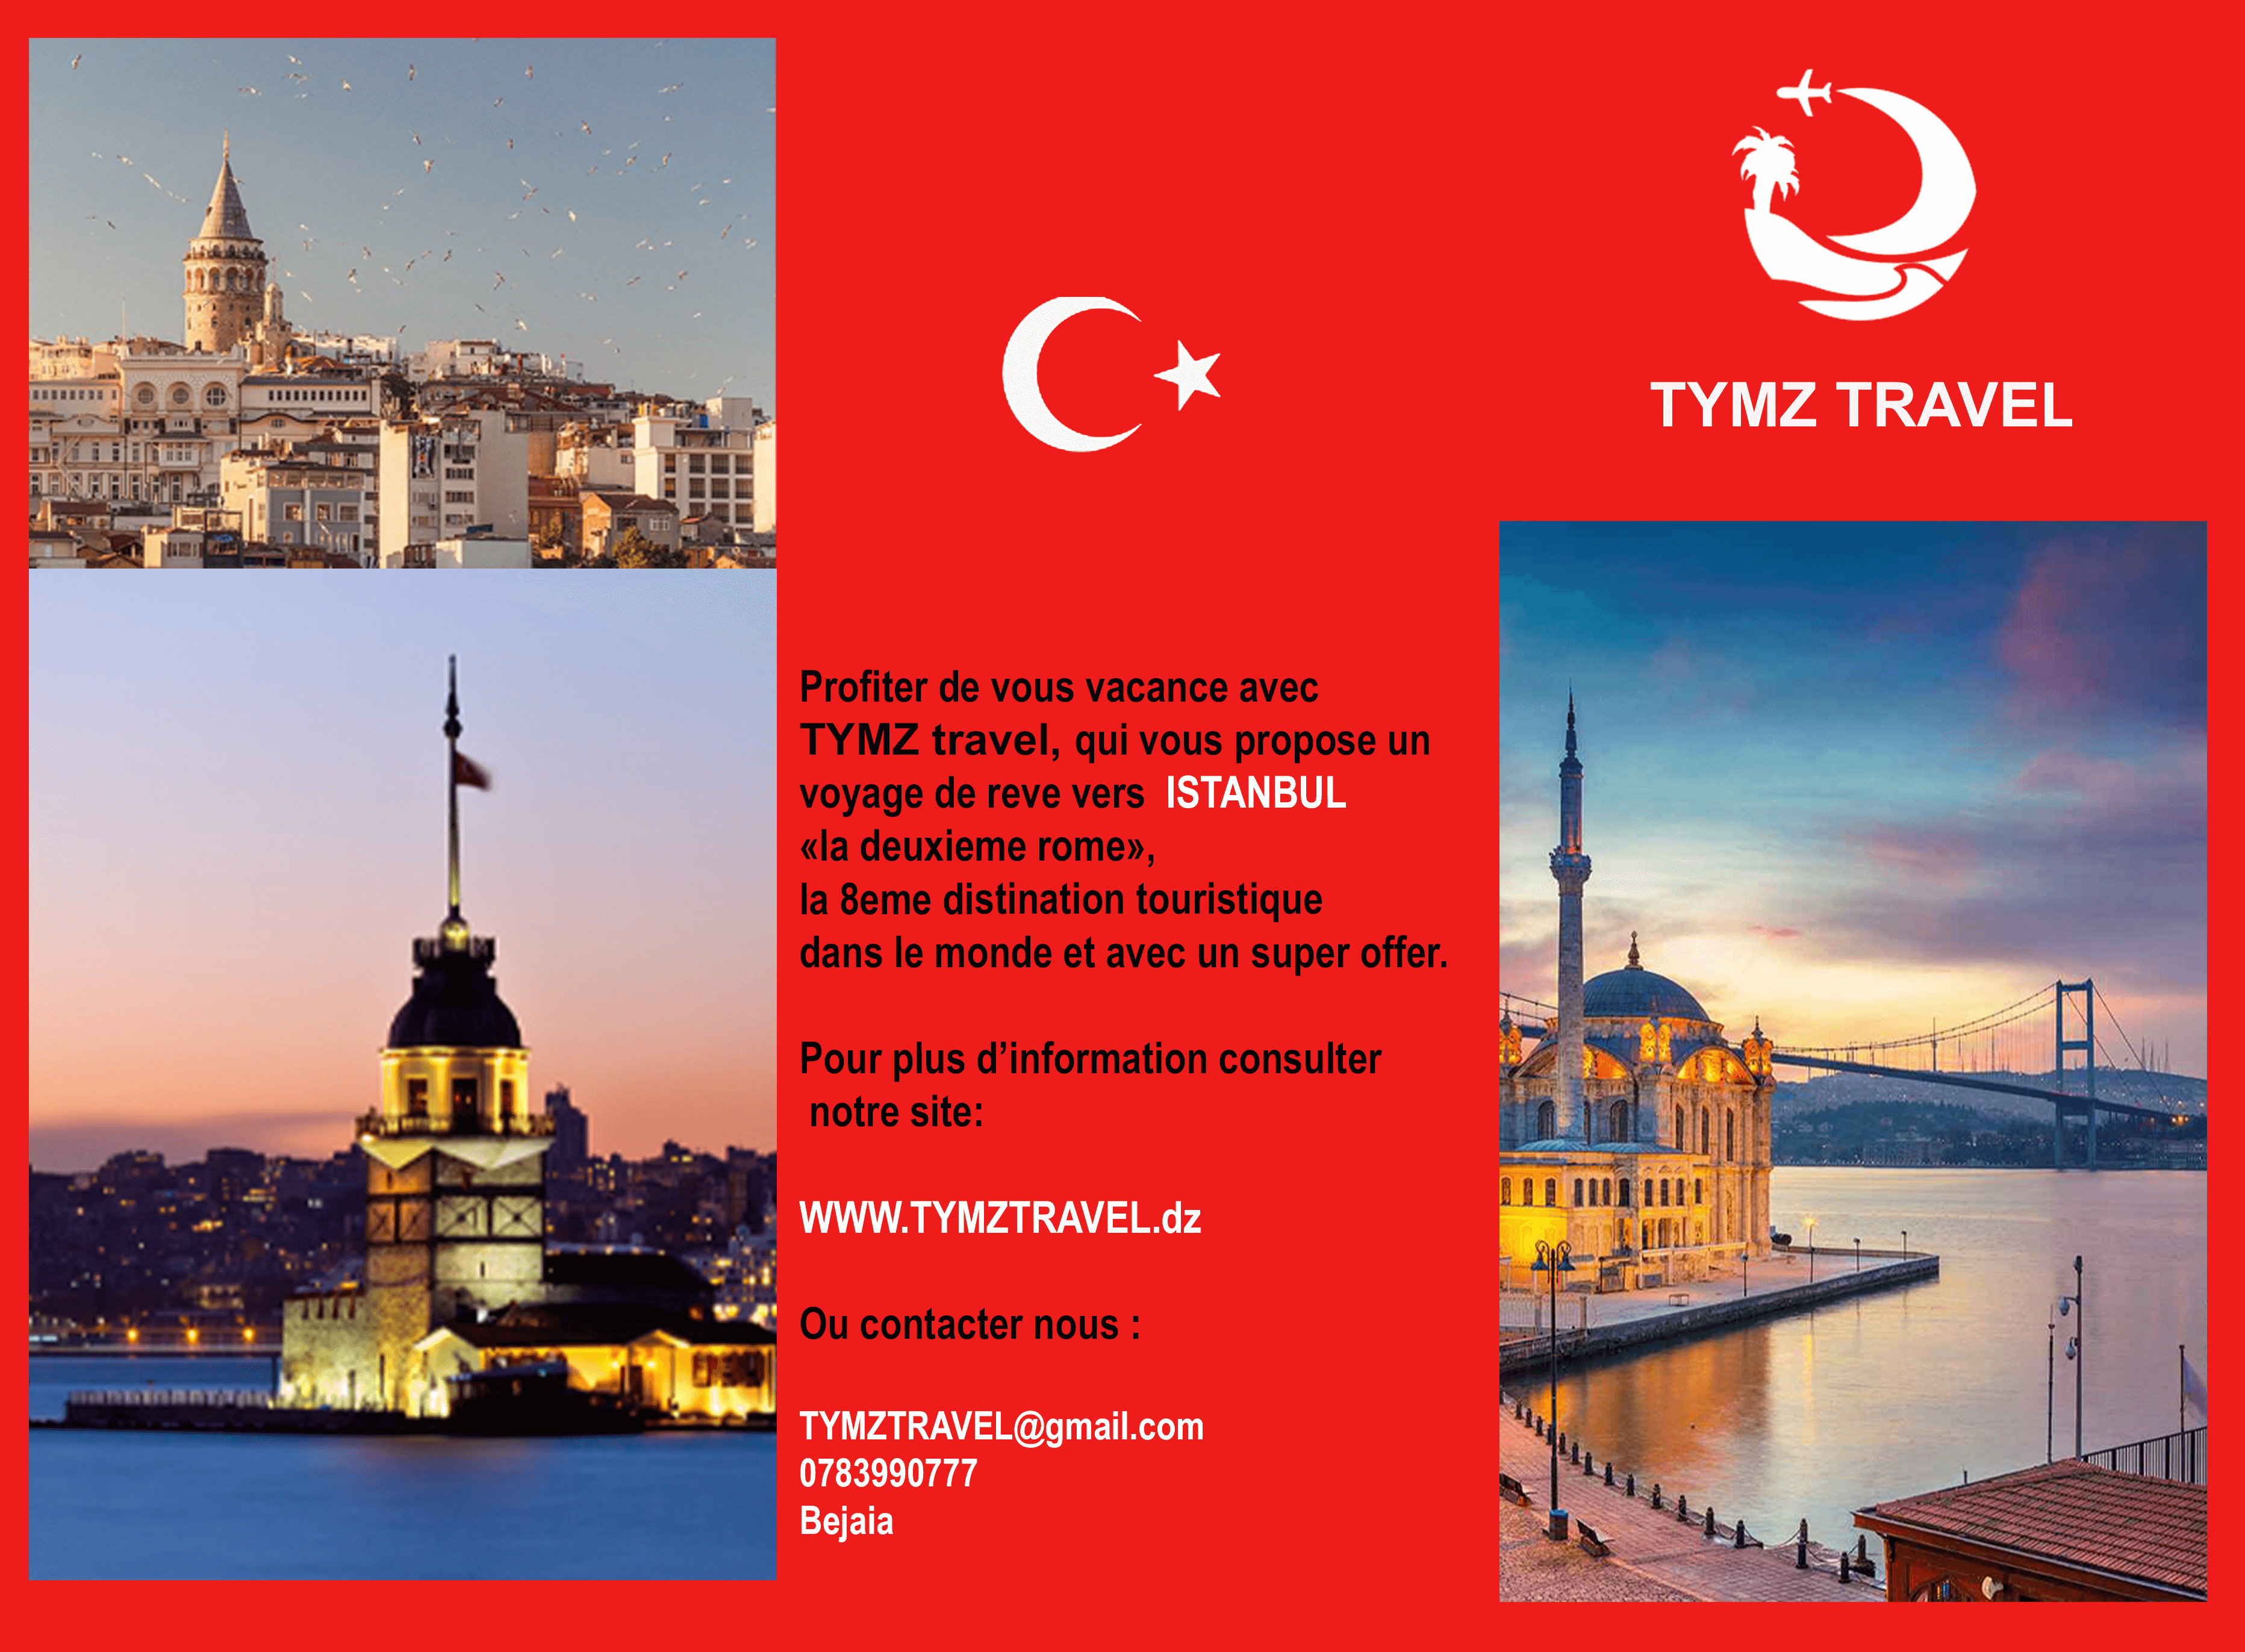 TYMZ TRAVEL
Profiter de vous vacance avec
TYMZ travel, qui vous propose un
voyage de reve vers ISTANBUL
«la deuxieme rome»,
la 8eme distination touristique
dans le monde et avec un super offer.
Pour plus d’information consulter
notre site:
WWW.TYMZTRAVEL.dz
Ou contacter nous :
TYMZTRAVEL@gmail.com
0783990777
Bejaia